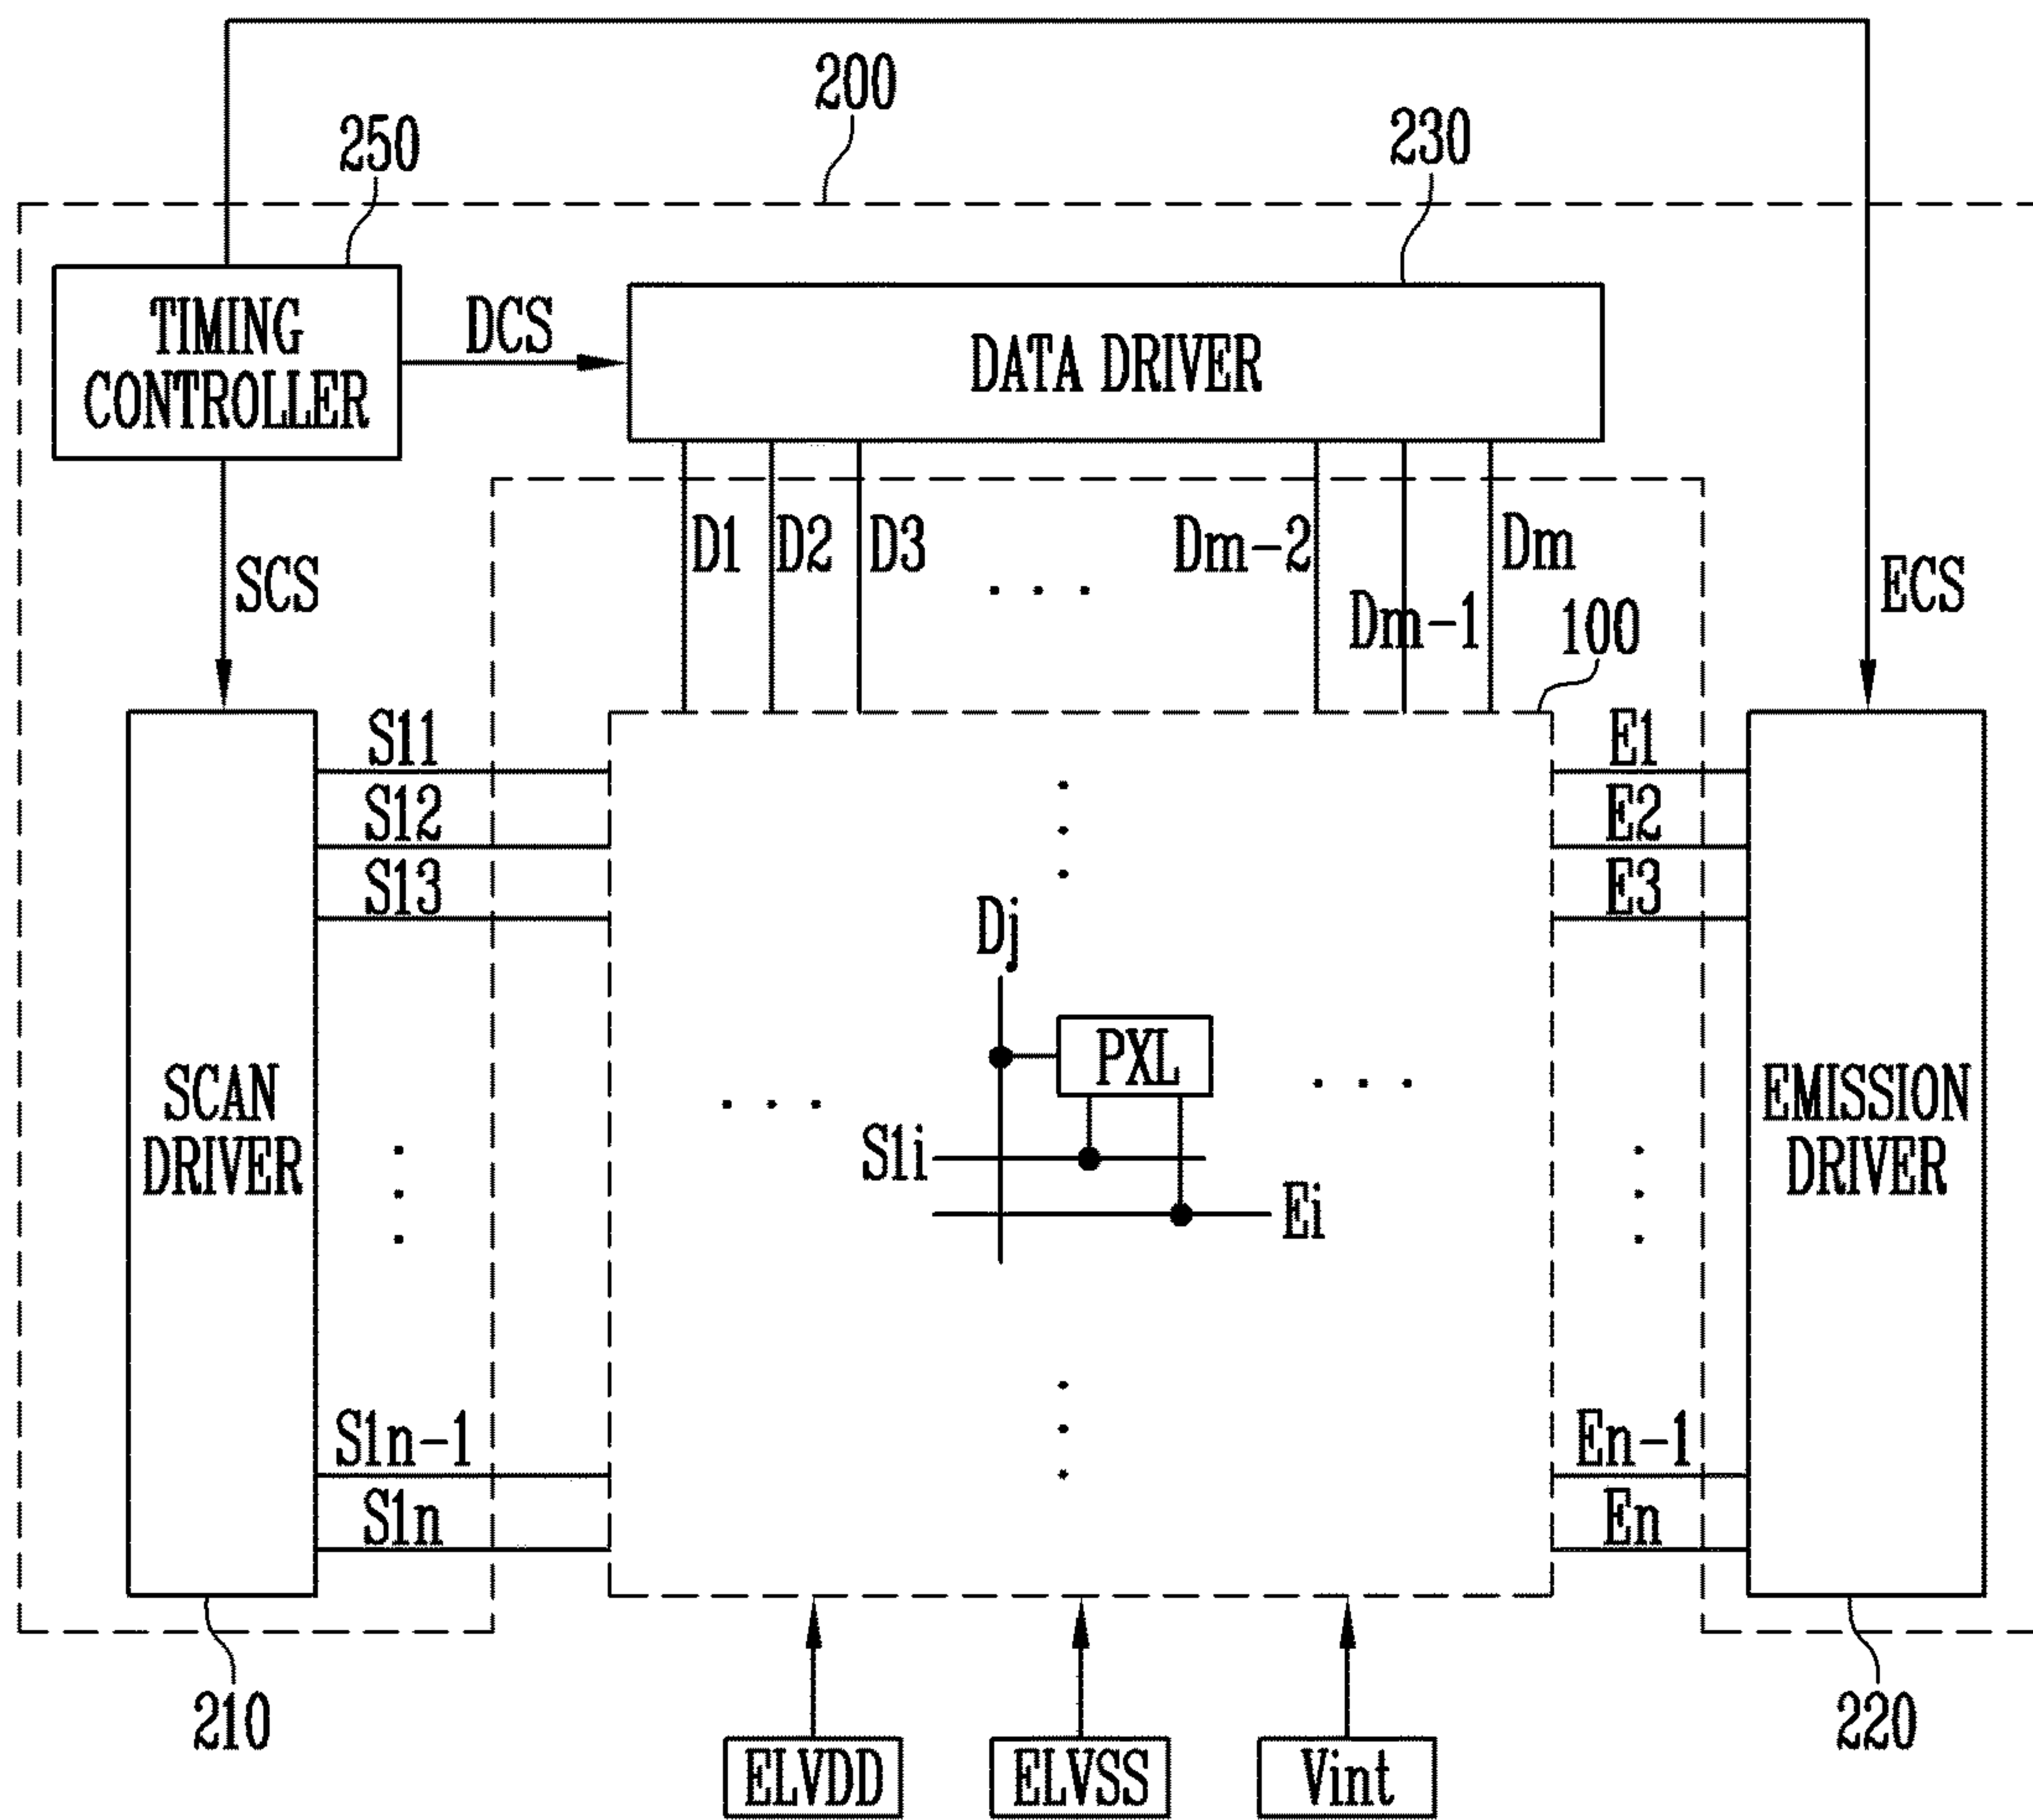 200
250
230
TIMING
CONTROLLER
DCS
DATA DRIVER
SCS
D1
D2
D3
Dm-2
Dm-1
Dm
100
ECS
S11
S12
S13
E1
E2
E3
Dj
PXL
S1i
Ei
SCAN
DRIVER
EMISSION
DRIVER
S1n-1
S1n
En-1
En
210
220
ELVDD
ELVSS
Vint